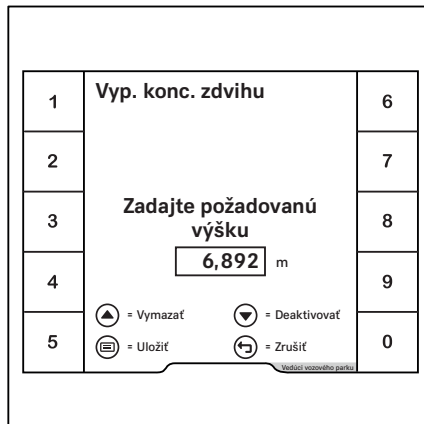 Vyp. konc. zdvihu
1
6
2
7
Zadajte požadovanú
3
8
výšku
6,892 m
4
9
= Vymazať
= Deaktivovať
5
= Uložiť
= Zrušiť
0
Vedúci vozového parku